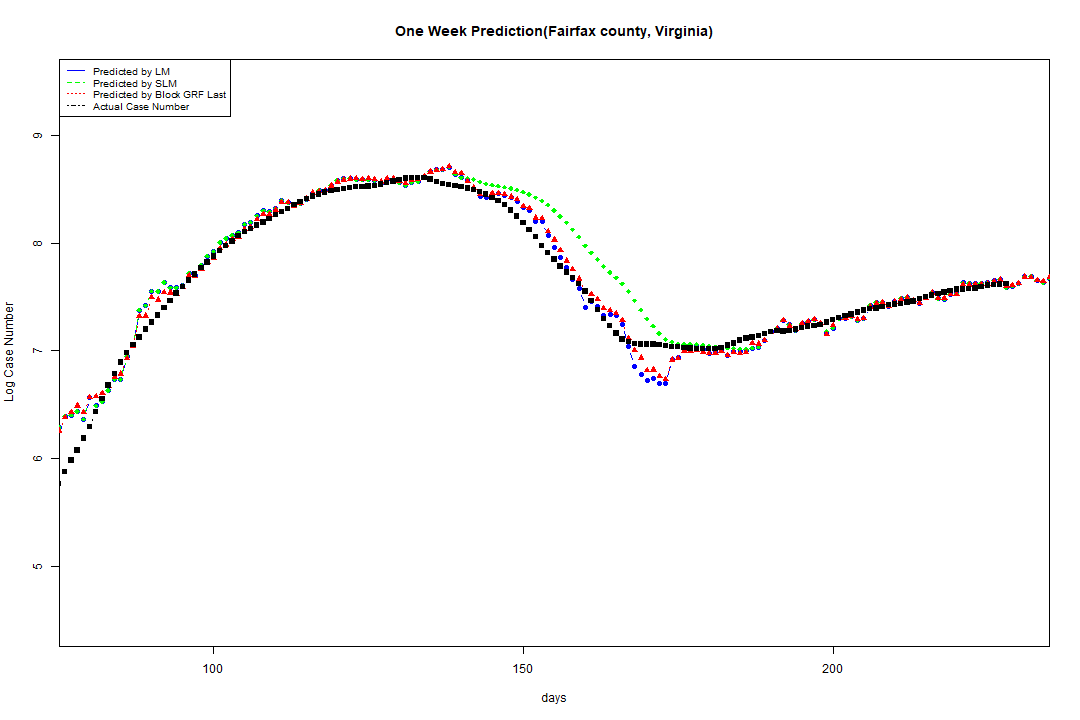 One Week Prediction(Fairfax county, Virginia)
Predicted by LM
Predicted by SLM
Predicted by Block GRF Last
Actual Case Number
9
8
7
6
5
Log Case Number
100 150 200
days